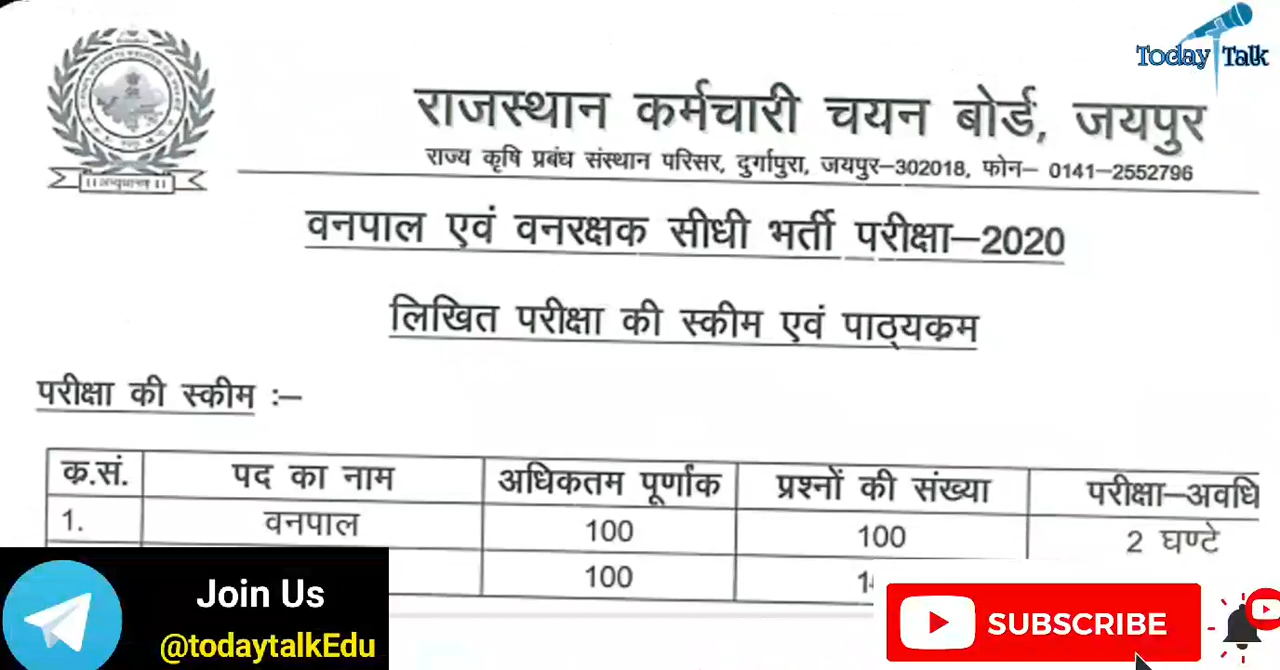 Today Talk
राजस्थान कर्मचारी चयन बोर्ड, जयपुर
राज्य कृषि प्रबंध संस्थान परिसर, दुर्गापुरा, जयपुर–302018, फोन– 0141–2552796
वनपाल एवं वनरक्षक सीधी भर्ती परीक्षा–2020
लिखित परीक्षा की स्कीम एवं पाठ्यक्रम
परीक्षा की स्कीम :–
क्र.सं. पद का नाम अधिकतम पूर्णाक प्रश्नों की संख्या परीक्षा–अवधि
1. वनपाल 100 100 2 घण्टे
100
Join Us
@todaytalkEdu
SUBSCRIBE